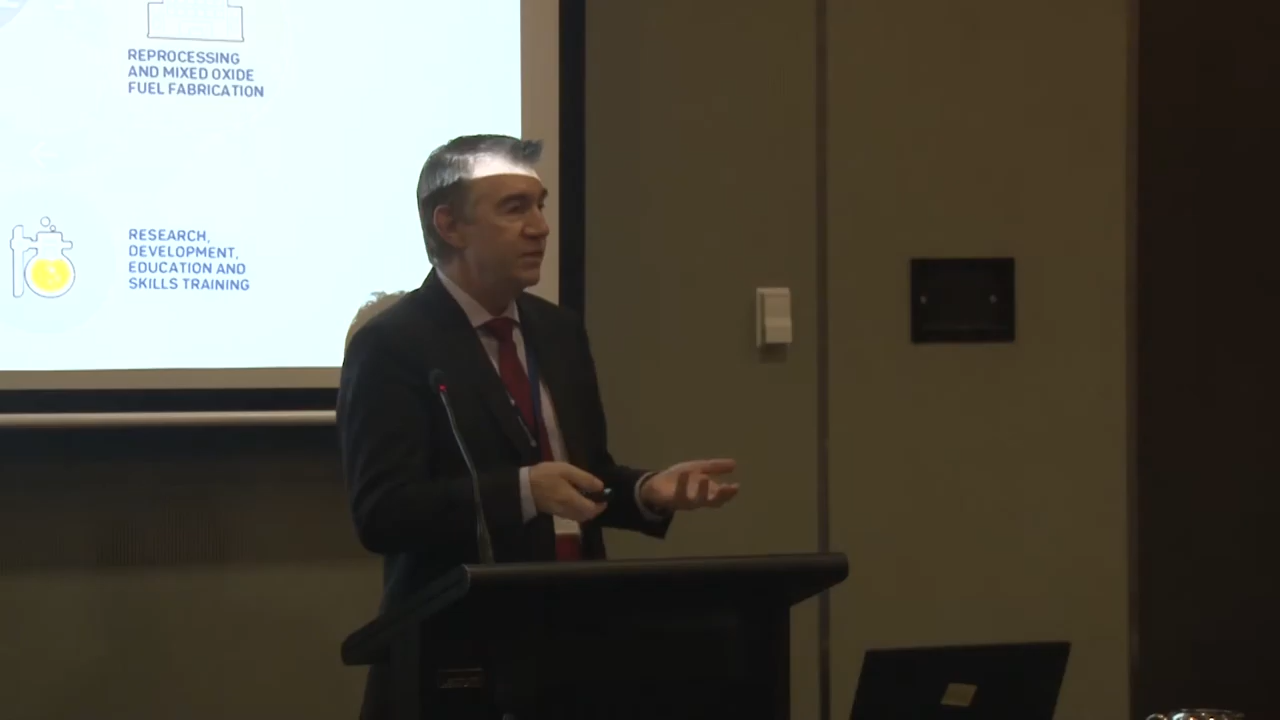 REPROCESSING
AND MIXED OXIDE
FUEL FABRICATION
RESEARCH,
DEVELOPMENT,
EDUCATION AND
SKILLS TRAINING